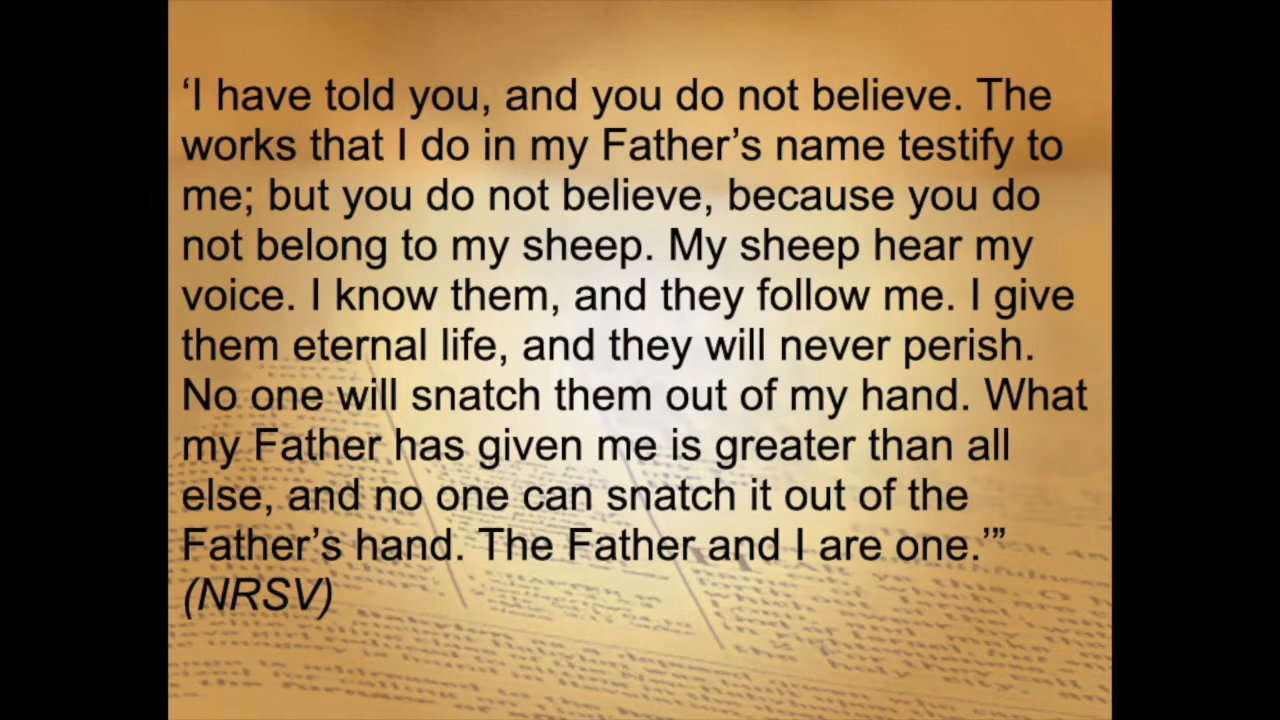 ‘I have told you, and you do not believe. The
works that I do in my Father’s name testify to
me; but you do not believe, because you do
not belong to my sheep. My sheep hear my
voice. I know them, and they follow me. I give
them eternal life, and they will never perish.
No one will snatch them out of my hand. What
my Father has given me is greater than all
else, and no one can snatch it out of the
Father’s hand. The Father and I are one.’”
(NRSV)